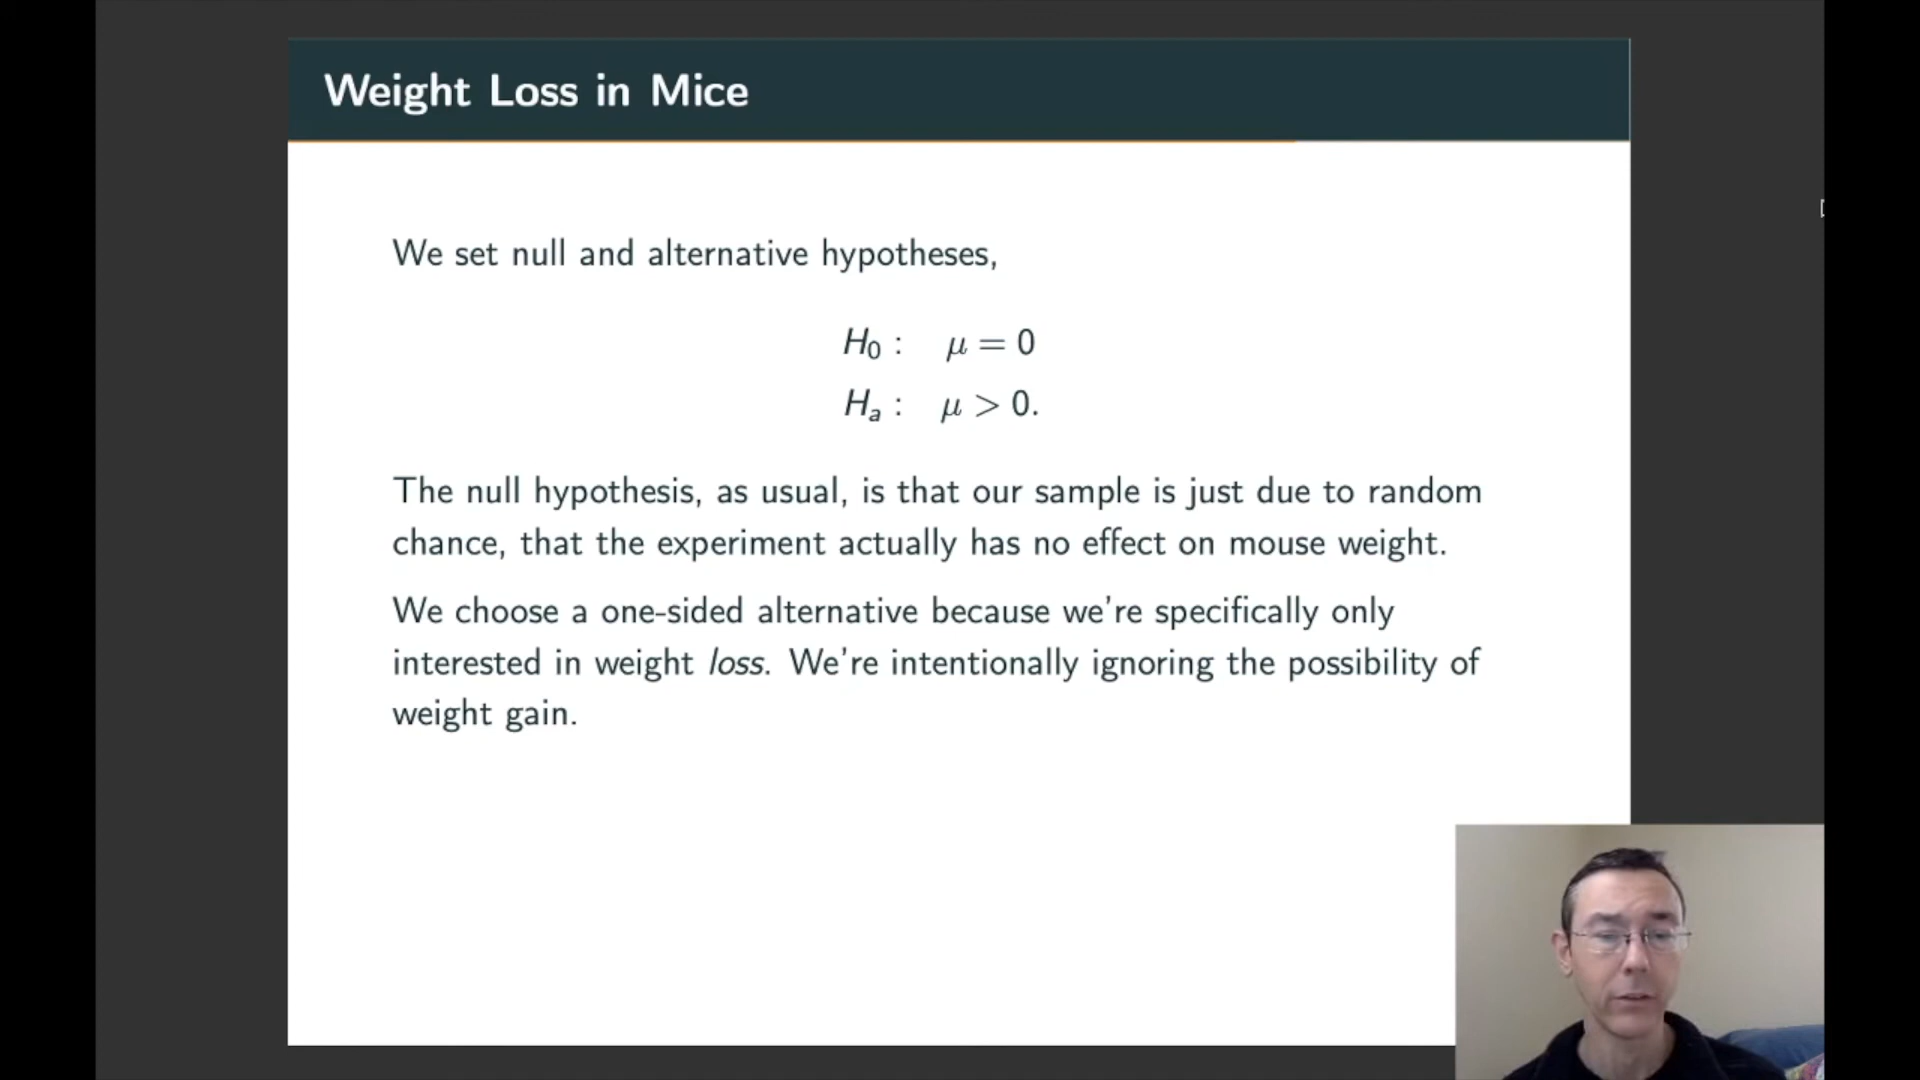 Weight Loss in Mice
We set null and alternative hypotheses,
H₀ : μ = 0
Hₐ : μ > 0.
The null hypothesis, as usual, is that our sample is just due to random
chance, that the experiment actually has no effect on mouse weight.
We choose a one-sided alternative because we're specifically only
interested in weight loss. We're intentionally ignoring the possibility of
weight gain.